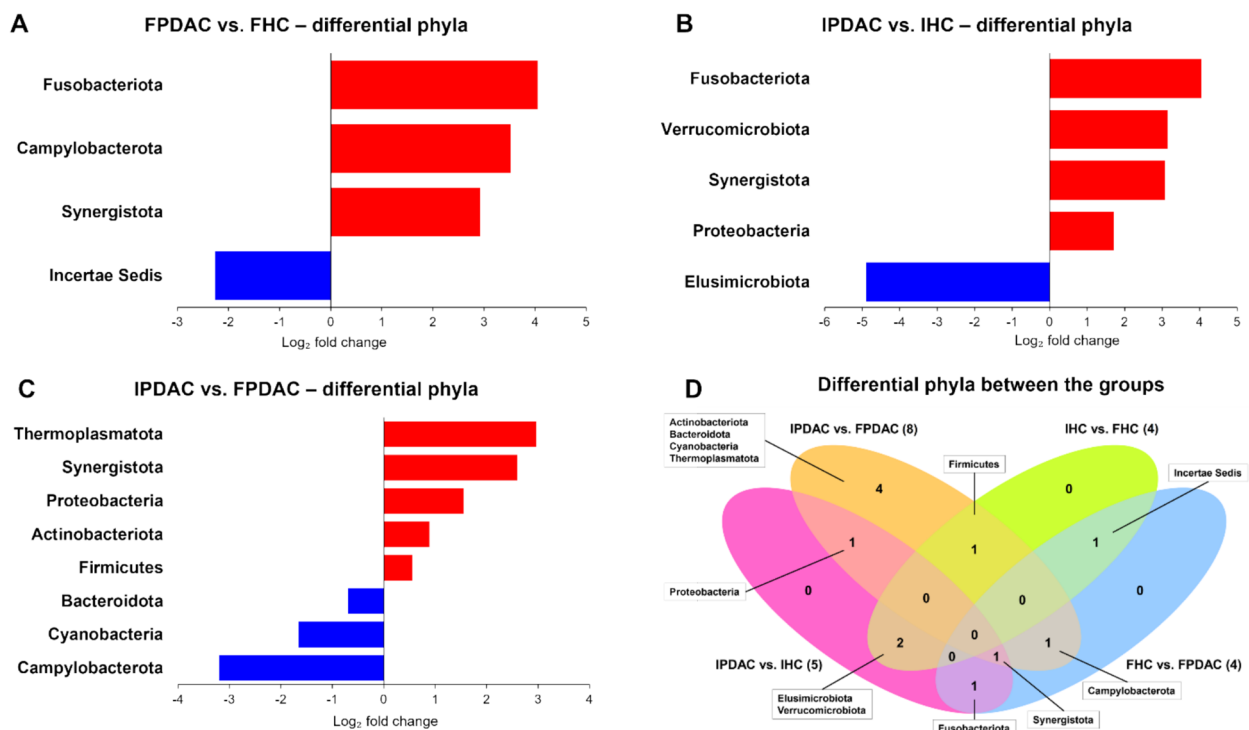 A
FPDAC vs. FHC – differential phyla
Fusobacteriota
Campylobacterota
Synergistota
Incertae Sedis
-3 -2 -1 0 1 2 3 4 5
Log₂ fold change
B
IPDAC vs. IHC – differential phyla
Fusobacteriota
Verrucomicrobiota
Synergistota
Proteobacteria
Elusimicrobiota
-6 -5 -4 -3 -2 -1 0 1 2 3 4 5
Log₂ fold change
C
IPDAC vs. FPDAC – differential phyla
Thermoplasmatota
Synergistota
Proteobacteria
Actinobacteriota
Firmicutes
Bacteroidota
Cyanobacteria
Campylobacterota
-4 -3 -2 -1 0 1 2 3 4
Log₂ fold change
D
Differential phyla between the groups
Actinobacteriota
Bacteroidota
Cyanobacteria
Thermoplasmatota
IPDAC vs. FPDAC (8)
IHC vs. FHC (4)
Firmicutes
Incertae Sedis
4
0
1
1
1
Proteobacteria
0
0
0
0
2
0
0
1
1
IPDAC vs. IHC (5)
FHC vs. FPDAC (4)
1
Elusimicrobiota
Verrucomicrobiota
Campylobacterota
Fusobacteriota
Synergistota